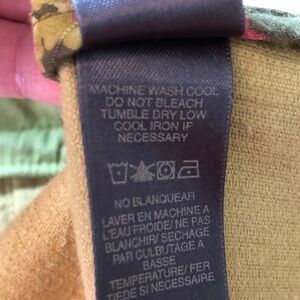 MACHINE WASH COOL
DO NOT BLEACH
TUMBLE DRY LOW
COOL IRON IF
NECESSARY
NO BLANQUEAR
LAVER EN MACHINE A
L'EAU FROIDE/ NE PAS
BLANCHIR/ SECHAGE
PAR CULBUTAGE A
BASSE
TEMPERATURE/ FER
TIEDE SI NECESSAIRE